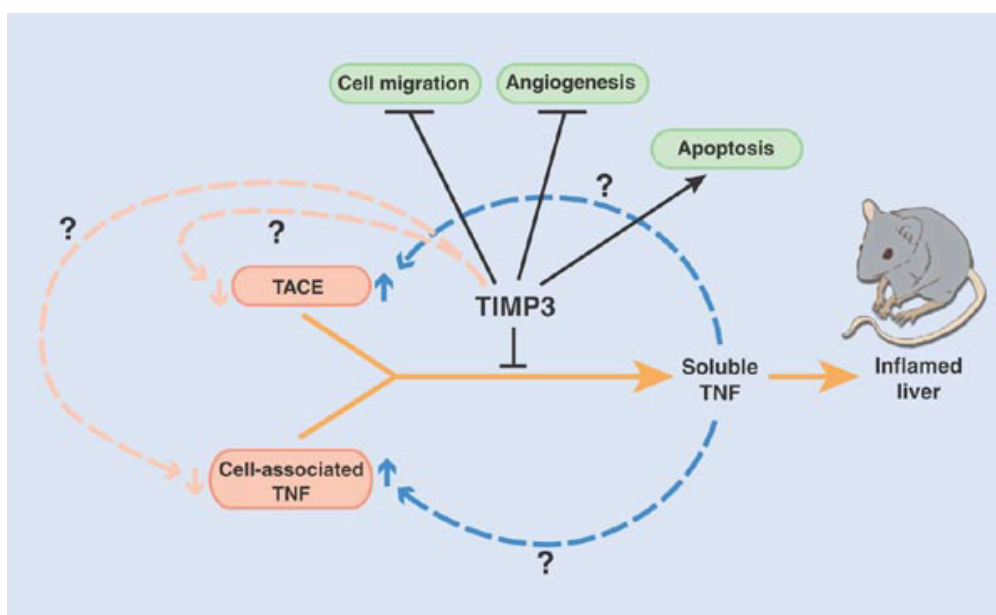 Cell migration
Angiogenesis
Apoptosis
?
?
?
TACE
TIMP3
Soluble
TNF
Inflamed
liver
Cell-associated
TNF
?